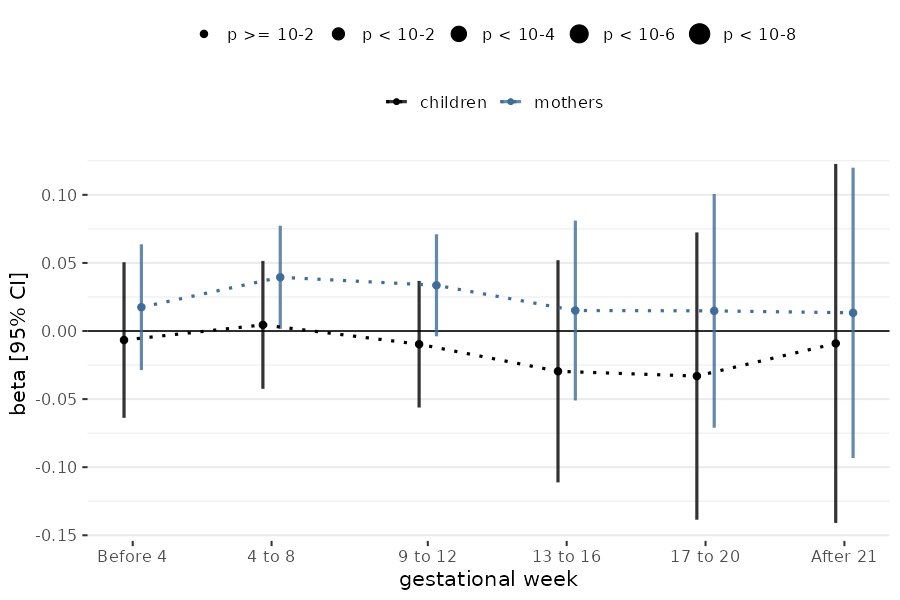 p >= 10-2 p < 10-2 p < 10-4 p < 10-6 p < 10-8
children mothers
0.10
0.05
0.00
-0.05
-0.10
-0.15
beta [95% CI]
Before 4 4 to 8 9 to 12 13 to 16 17 to 20 After 21
gestational week